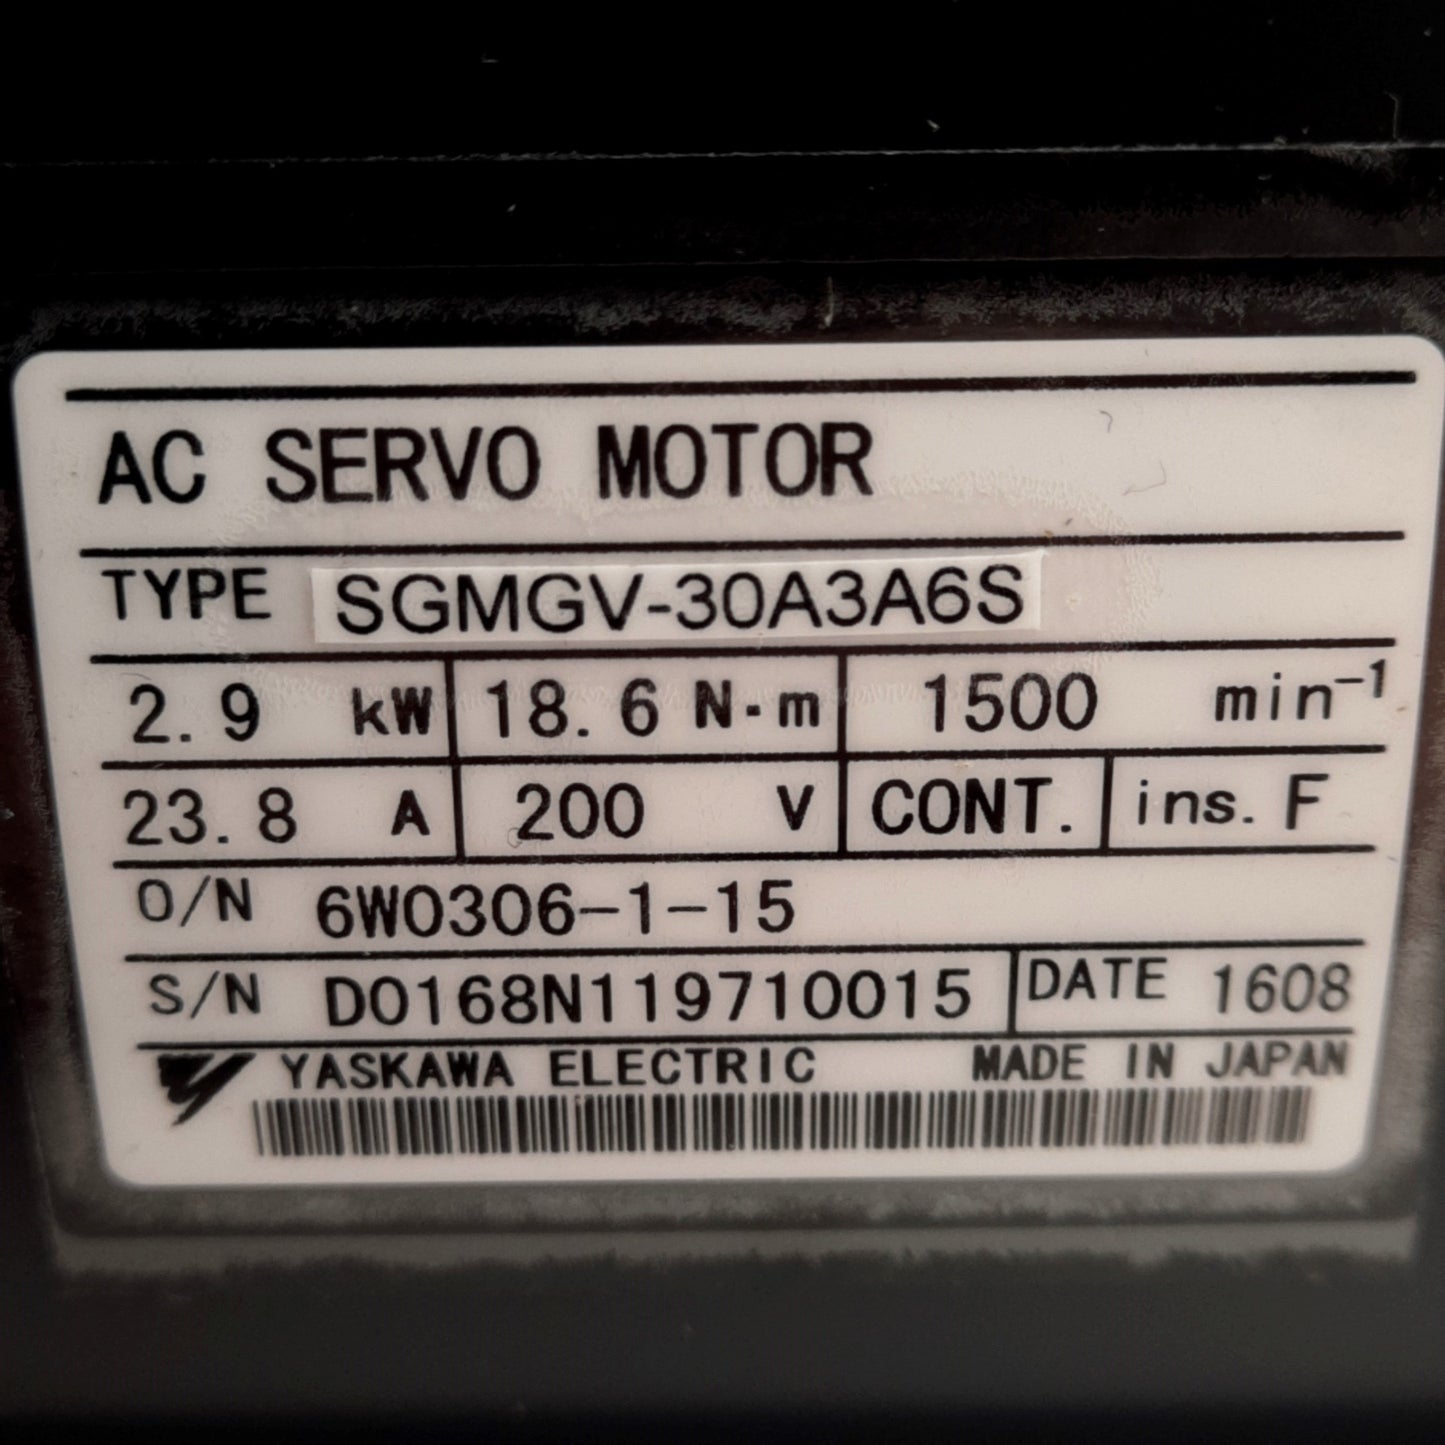 AC SERVO MOTOR
TYPE SGMGV-30A3A6S
2.9 kW 18.6 N·m 1500 min⁻¹
23.8 A 200 V CONT. ins. F
O/N 6W0306-1-15
S/N D0168N119710015 DATE 1608
YASKAWA ELECTRIC MADE IN JAPAN